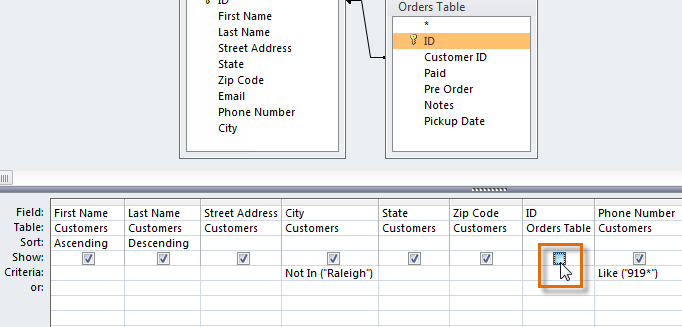 ID
First Name
Last Name
Street Address
State
Zip Code
Email
Phone Number
City
Orders Table
*
ID
Customer ID
Paid
Pre Order
Notes
Pickup Date
Field: First Name Last Name Street Address City State Zip Code ID Phone Number
Table: Customers Customers Customers Customers Customers Customers Orders Table Customers
Sort: Ascending Descending
Show:
Criteria: Not In ("Raleigh") Like ("919*")
or: